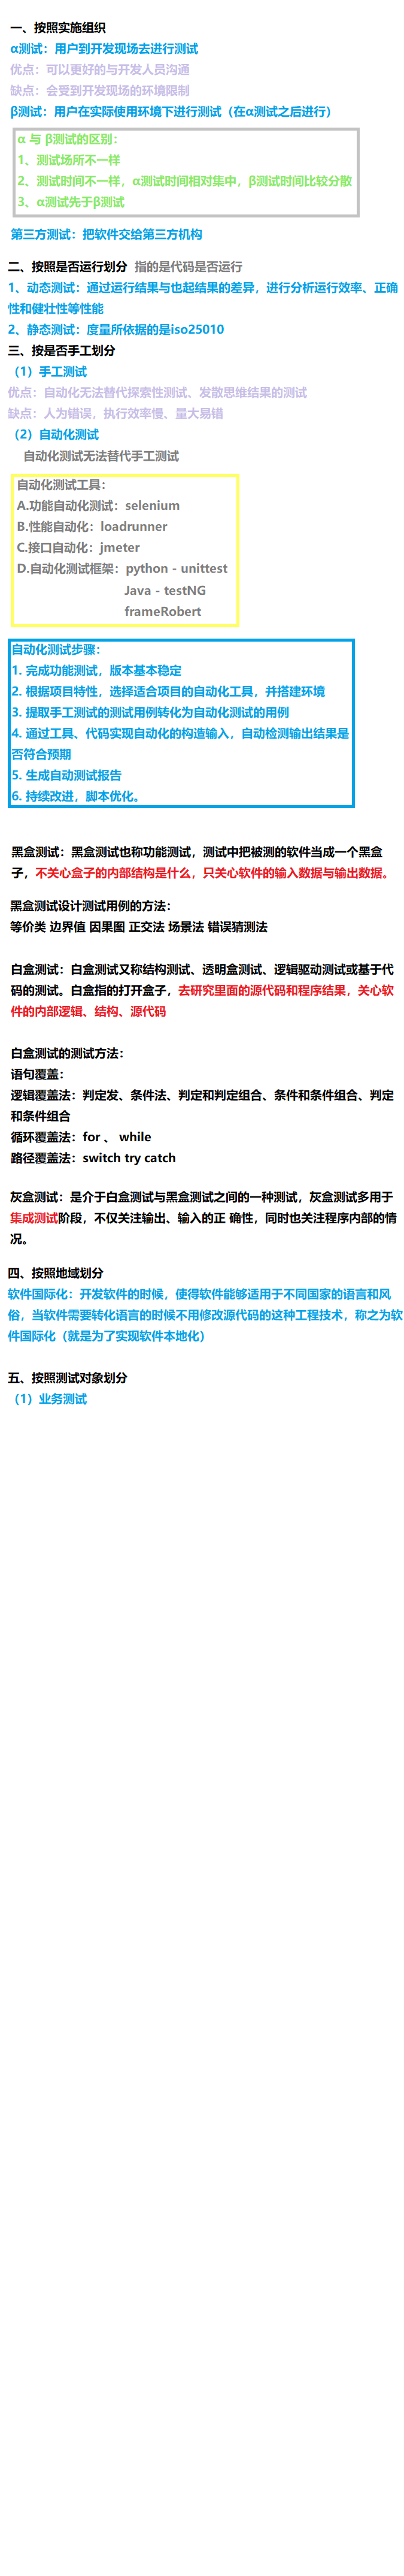 一、按照实施组织
α测试：用户到开发现场去进行测试
优点：可以更好的与开发人员沟通
缺点：会受到开发现场的环境限制
β测试：用户在实际使用环境下进行测试（在α测试之后进行）
α 与 β测试的区别：
1、测试场所不一样
2、测试时间不一样，α测试时间相对集中，β测试时间比较分散
3、α测试先于β测试
第三方测试：把软件交给第三方机构
二、按照是否运行划分 指的是代码是否运行
1、动态测试：通过运行结果与也起结果的差异，进行分析运行效率、正确
性和健壮性等性能
2、静态测试：度量所依据的是iso25010
三、按是否手工划分
（1）手工测试
优点：自动化无法替代探索性测试、发散思维结果的测试
缺点：人为错误，执行效率慢、量大易错
（2）自动化测试
自动化测试无法替代手工测试
自动化测试工具：
A.功能自动化测试：selenium
B.性能自动化：loadrunner
C.接口自动化：jmeter
D.自动化测试框架：python - unittest
Java - testNG
frameRobert
自动化测试步骤：
1. 完成功能测试，版本基本稳定
2. 根据项目特性，选择适合项目的自动化工具，并搭建环境
3. 提取手工测试的测试用例转化为自动化测试的用例
4. 通过工具、代码实现自动化的构造输入，自动检测输出结果是
否符合预期
5. 生成自动测试报告
6. 持续改进，脚本优化。
黑盒测试：黑盒测试也称功能测试，测试中把被测的软件当成一个黑盒
子，不关心盒子的内部结构是什么，只关心软件的输入数据与输出数据。
黑盒测试设计测试用例的方法：
等价类 边界值 因果图 正交法 场景法 错误猜测法
白盒测试：白盒测试又称结构测试、透明盒测试、逻辑驱动测试或基于代
码的测试。白盒指的打开盒子，去研究里面的源代码和程序结果，关心软
件的内部逻辑、结构、源代码
白盒测试的测试方法：
语句覆盖：
逻辑覆盖法：判定发、条件法、判定和判定组合、条件和条件组合、判定
和条件组合
循环覆盖法：for 、 while
路径覆盖法：switch try catch
灰盒测试：是介于白盒测试与黑盒测试之间的一种测试，灰盒测试多用于
集成测试阶段，不仅关注输出、输入的正 确性，同时也关注程序内部的情
况。
四、按照地域划分
软件国际化：开发软件的时候，使得软件能够适用于不同国家的语言和风
俗，当软件需要转化语言的时候不用修改源代码的这种工程技术，称之为软
件国际化（就是为了实现软件本地化）
五、按照测试对象划分
（1）业务测试